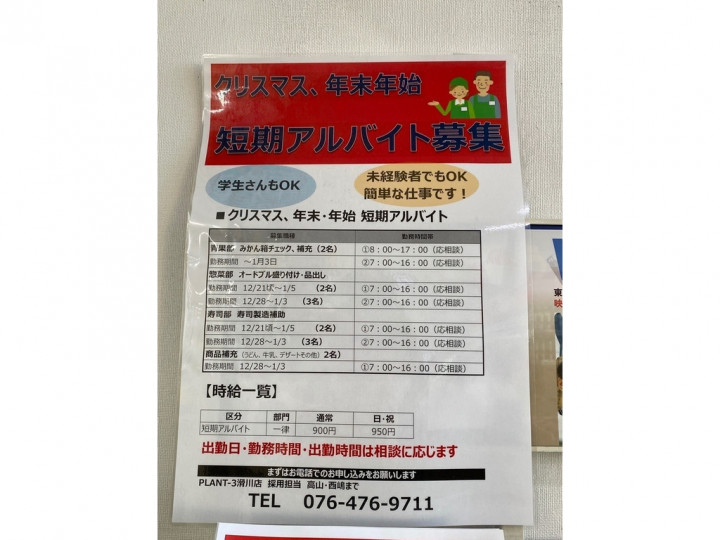 クリスマス、年末年始
短期アルバイト募集
学生さんもOK
未経験者でもOK
簡単な仕事です！
■ クリスマス、年末・年始 短期アルバイト
募集職種 勤務時間帯
青果部 みかん箱チェック、補充（2名） ①8：00～17：00（応相談）
勤務期間 ～1月3日 ②7：00～16：00（応相談）
惣菜部 オードブル盛り付け・品出し
勤務期間 12/21頃～1/5 （2名） ①7：00～16：00（応相談）
勤務期間 12/28～1/3 （3名） ②7：00～16：00（応相談）
寿司部 寿司製造補助
勤務期間 12/21頃～1/5 （2名） ①7：00～16：00（応相談）
勤務期間 12/28～1/3 （3名） ②7：00～16：00（応相談）
商品補充（うどん、牛乳、デザートその他）2名）
勤務期間 12/28～1/3 ①7：00～16：00（応相談）
【時給一覧】
区分 部門 通常 日・祝
短期アルバイト 一律 900円 950円
出勤日・勤務時間・出勤時間は相談に応じます
まずはお電話でのお申し込みをお願いします
PLANT-3滑川店 採用担当 高山・西嶋まで
TEL 076-476-9711
東
映